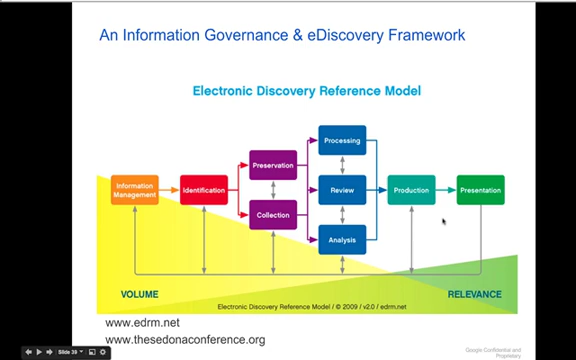 An Information Governance & eDiscovery Framework
Electronic Discovery Reference Model
Processing
Preservation
Information
Management
Identification
Review
Production
Presentation
Collection
Analysis
VOLUME
RELEVANCE
Electronic Discovery Reference Model / © 2009 / v2.0 / edrm.net
www.edrm.net
www.thesedonaconference.org
Slide 39
Google Confidential and
Proprietary